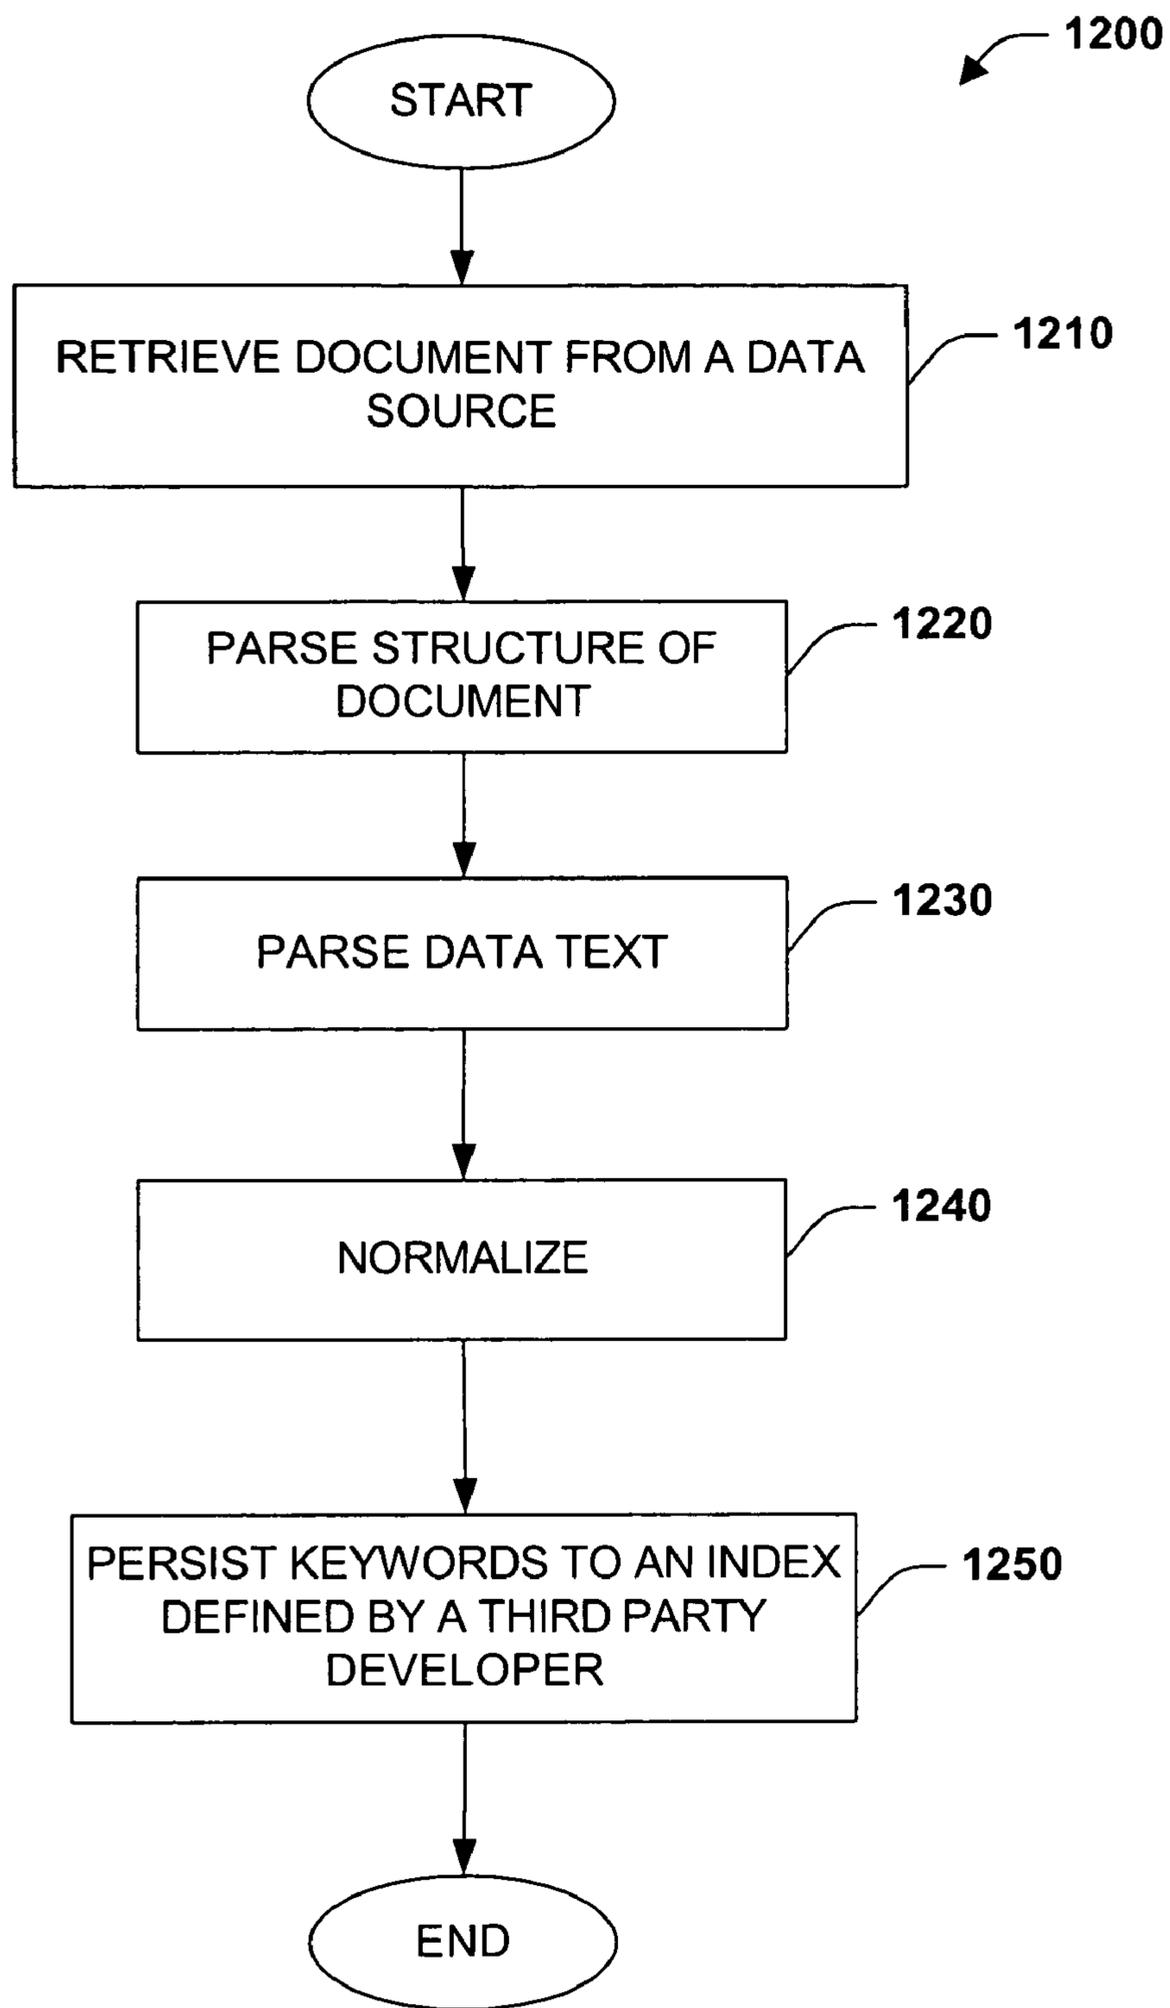 1200
START
RETRIEVE DOCUMENT FROM A DATA
SOURCE
1210
PARSE STRUCTURE OF
DOCUMENT
1220
PARSE DATA TEXT
1230
NORMALIZE
1240
PERSIST KEYWORDS TO AN INDEX
DEFINED BY A THIRD PARTY
DEVELOPER
1250
END